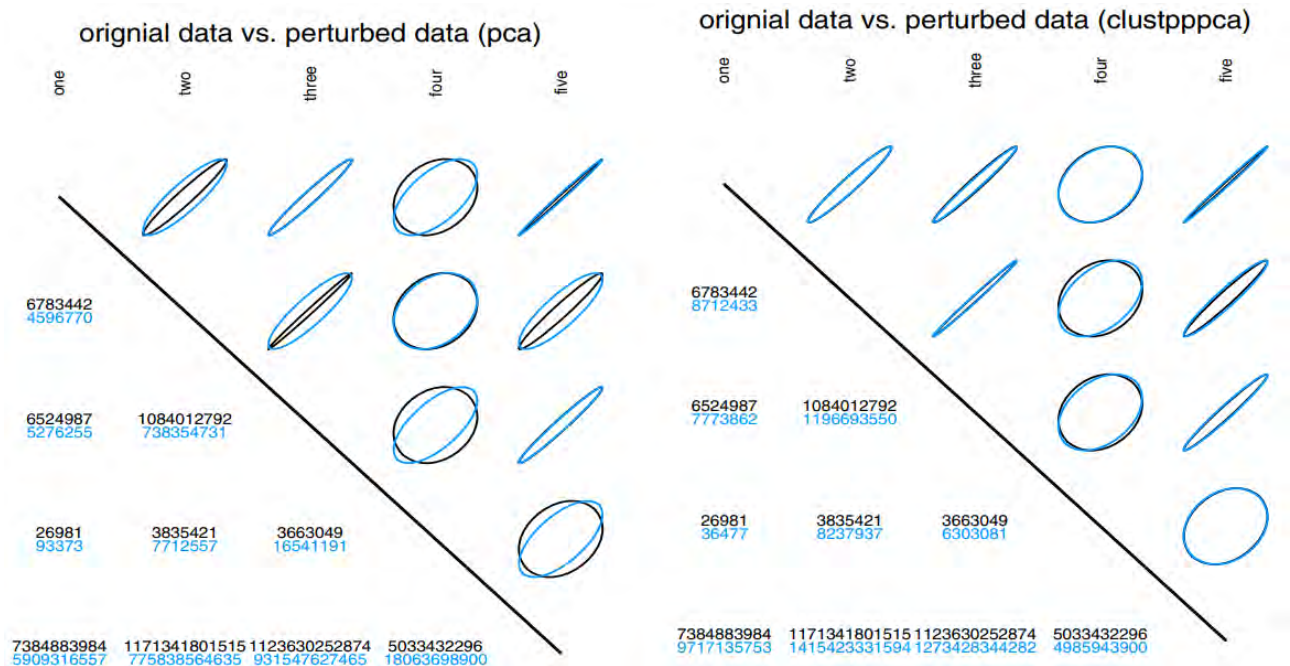 orignial data vs. perturbed data (pca)
one two three four five
6783442
4596770
6524987 1084012792
5276255 738354731
26981 3835421 3663049
93373 7712557 16541191
7384883984 1171341801515 1123630252874 5033432296
5909316557 775838564635 931547627465 18063698900
orignial data vs. perturbed data (clustpppca)
one two three four five
6783442
8712433
6524987 1084012792
7773862 1196693550
26981 3835421 3663049
36477 8237937 6303081
7384883984 1171341801515 1123630252874 5033432296
9717135753 1415423331594 1273428344282 4985943900